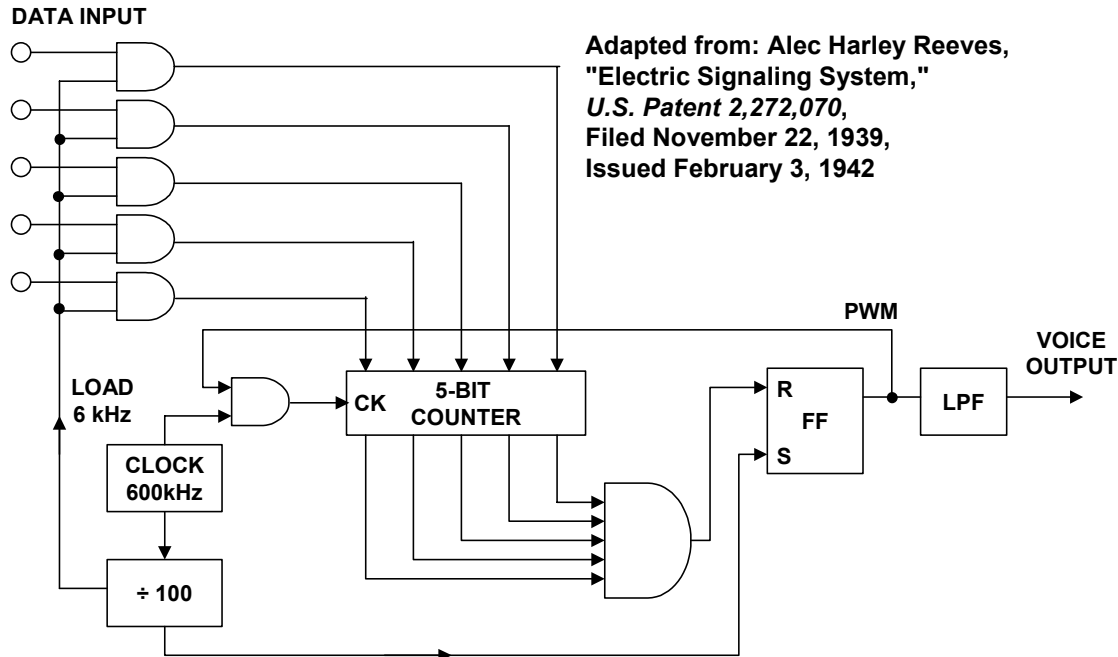 DATA INPUT
Adapted from: Alec Harley Reeves,
"Electric Signaling System,"
U.S. Patent 2,272,070,
Filed November 22, 1939,
Issued February 3, 1942
PWM
VOICE
OUTPUT
LOAD
6 kHz
CK
5-BIT
COUNTER
R
FF
S
LPF
CLOCK
600kHz
÷ 100